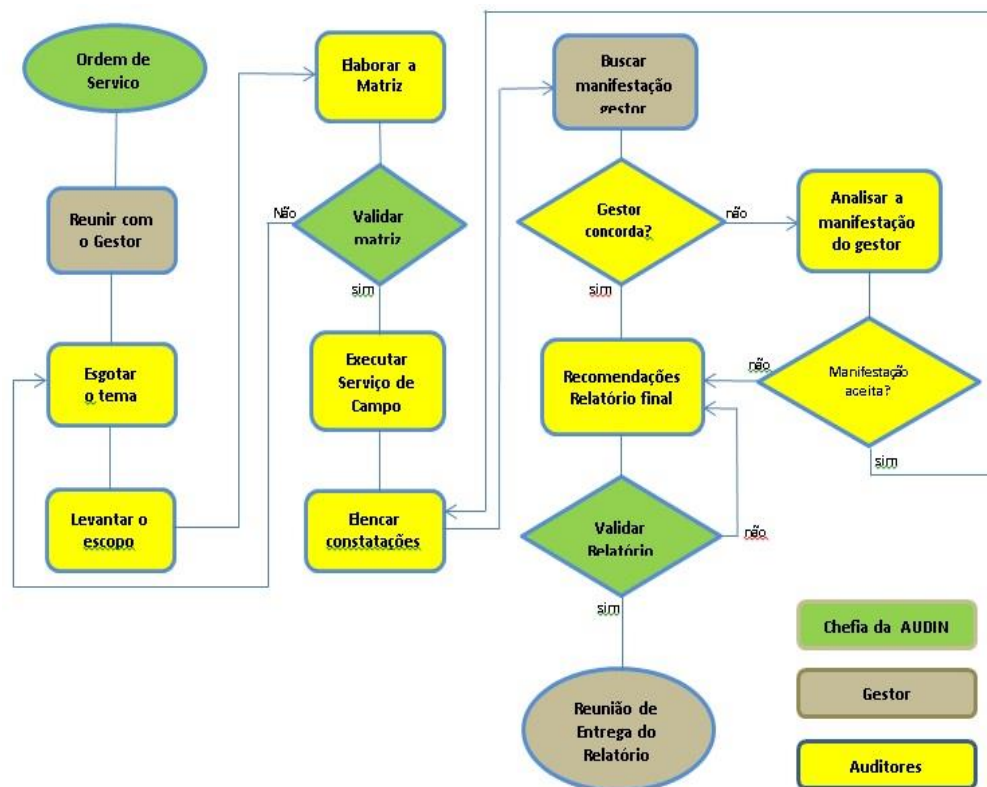 Ordem de
Servico
Reunir com
o Gestor
Esgotar
o tema
Levantar o
escopo
Elaborar a
Matriz
Não
Validar
matriz
sim
Executar
Serviço de
Campo
Elencar
constatações
Buscar
manifestação
gestor
Gestor
concorda?
não
sim
Analisar a
manifestação
do gestor
Manifestação
aceita?
não
sim
Recomendações
Relatório final
Validar
Relatório
não
sim
Reunião de
Entrega do
Relatório
Chefia da AUDIN
Gestor
Auditores